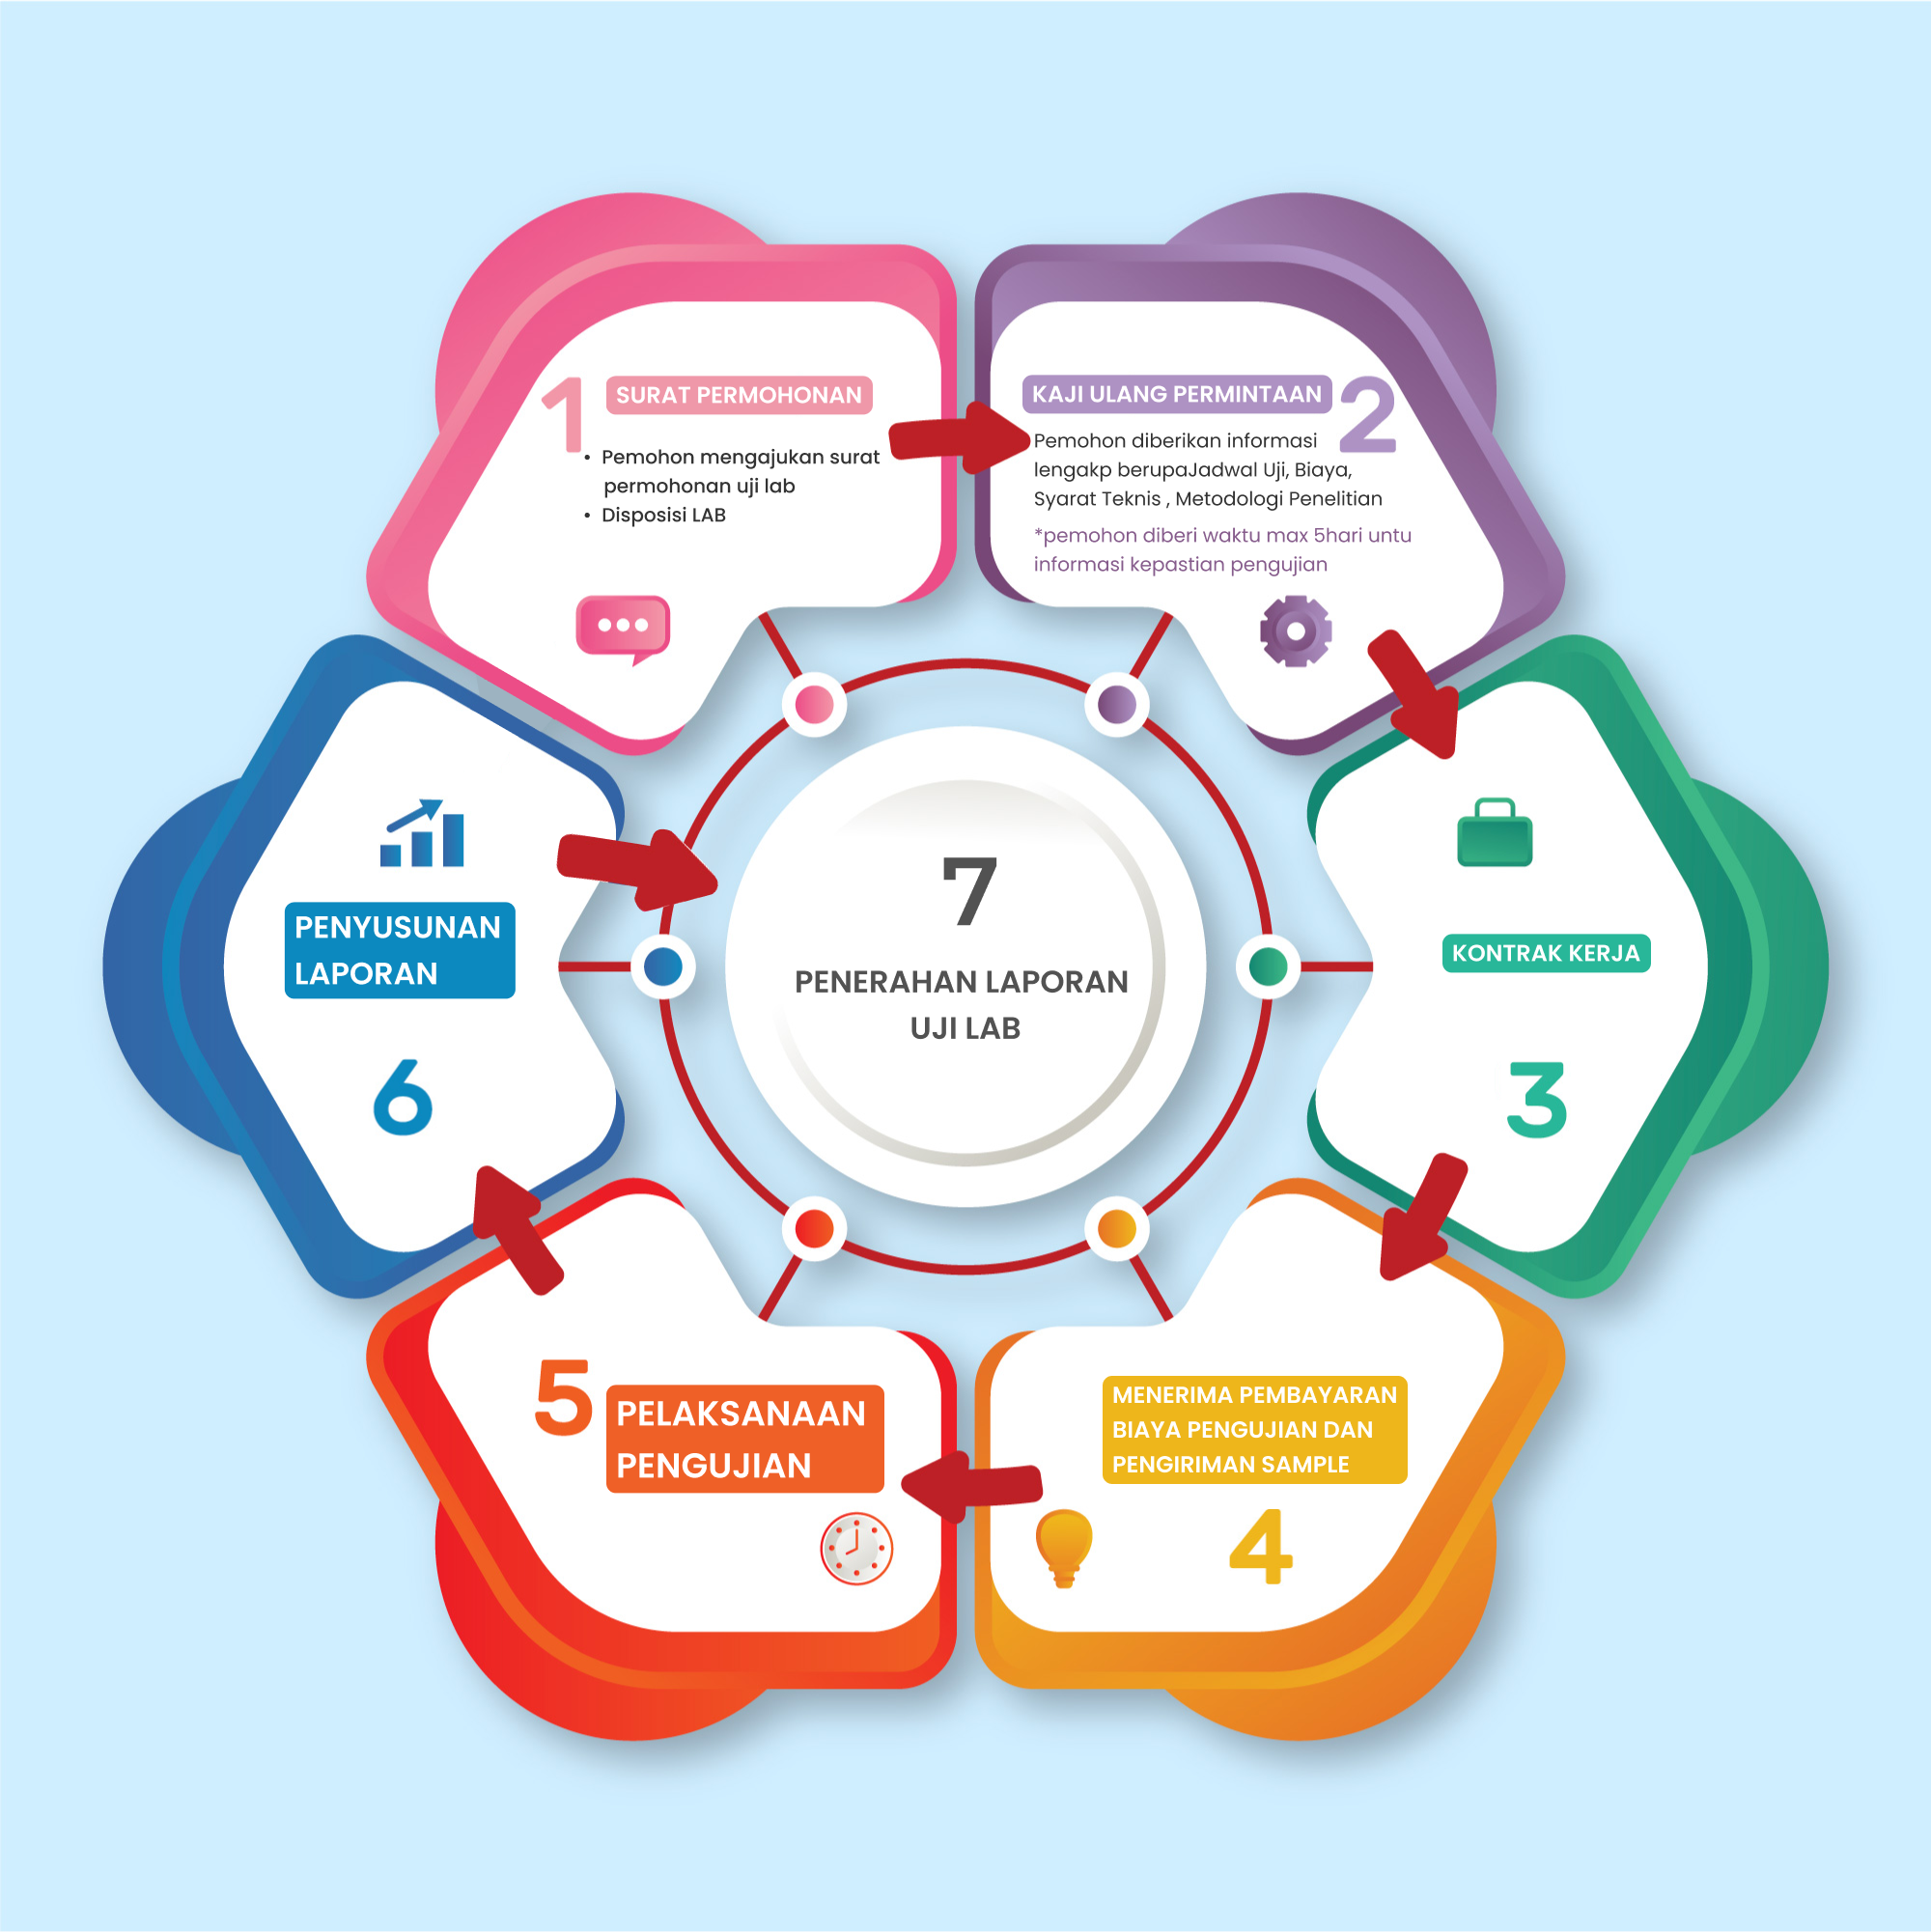 1
SURAT PERMOHONAN
• Pemohon mengajukan surat
permohonan uji lab
• Disposisi LAB
KAJI ULANG PERMINTAAN
2
Pemohon diberikan informasi
lengakp berupaJadwal Uji, Biaya,
Syarat Teknis , Metodologi Penelitian
*pemohon diberi waktu max 5hari untu
informasi kepastian pengujian
KONTRAK KERJA
3
MENERIMA PEMBAYARAN
BIAYA PENGUJIAN DAN
PENGIRIMAN SAMPLE
4
5
PELAKSANAAN
PENGUJIAN
PENYUSUNAN
LAPORAN
6
7
PENERAHAN LAPORAN
UJI LAB